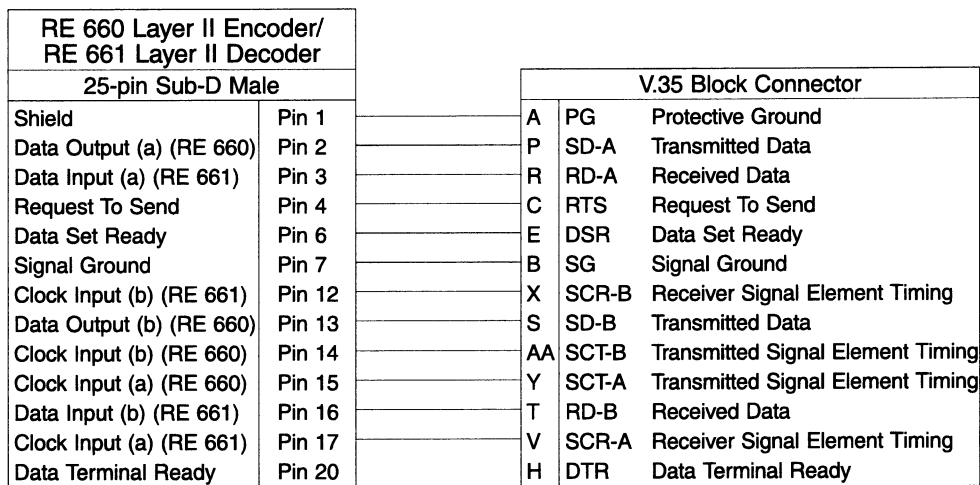 RE 660 Layer II Encoder/
RE 661 Layer II Decoder
25-pin Sub-D Male
V.35 Block Connector
Shield Pin 1 A PG Protective Ground
Data Output (a) (RE 660) Pin 2 P SD-A Transmitted Data
Data Input (a) (RE 661) Pin 3 R RD-A Received Data
Request To Send Pin 4 C RTS Request To Send
Data Set Ready Pin 6 E DSR Data Set Ready
Signal Ground Pin 7 B SG Signal Ground
Clock Input (b) (RE 661) Pin 12 X SCR-B Receiver Signal Element Timing
Data Output (b) (RE 660) Pin 13 S SD-B Transmitted Data
Clock Input (b) (RE 660) Pin 14 AA SCT-B Transmitted Signal Element Timing
Clock Input (a) (RE 660) Pin 15 Y SCT-A Transmitted Signal Element Timing
Data Input (b) (RE 661) Pin 16 T RD-B Received Data
Clock Input (a) (RE 661) Pin 17 V SCR-A Receiver Signal Element Timing
Data Terminal Ready Pin 20 H DTR Data Terminal Ready